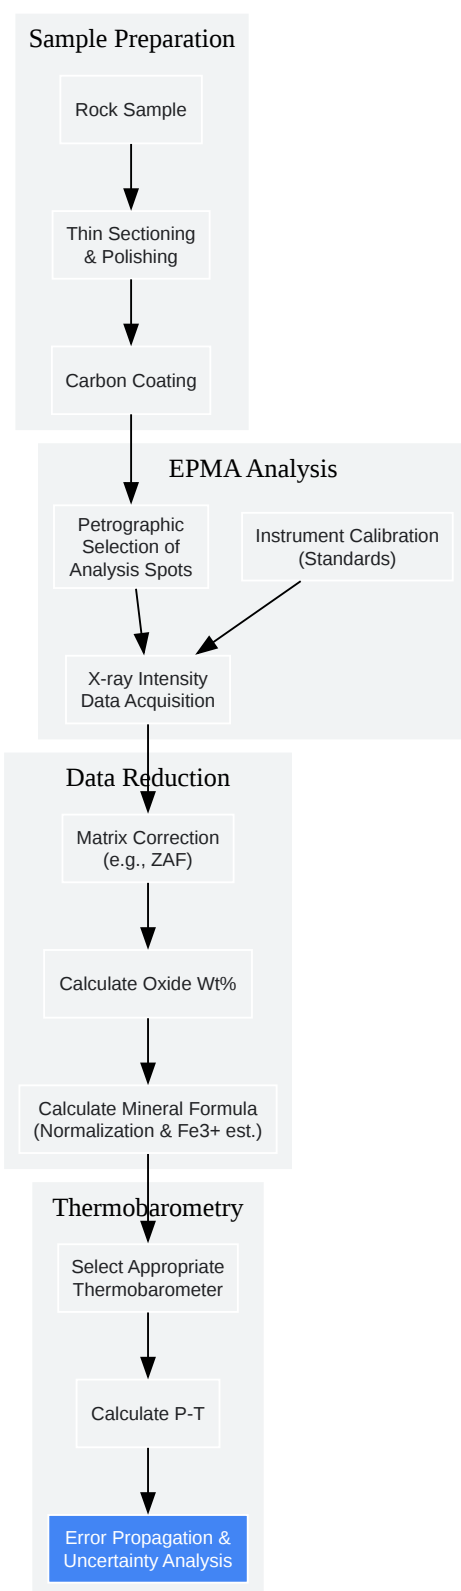 Sample Preparation
Rock Sample
Thin Sectioning
& Polishing
Carbon Coating
EPMA Analysis
Petrographic
Selection of
Analysis Spots
Instrument Calibration
(Standards)
X-ray Intensity
Data Acquisition
Data Reduction
Matrix Correction
(e.g., ZAF)
Calculate Oxide Wt%
Calculate Mineral Formula
(Normalization & Fe3+ est.)
Thermobarometry
Select Appropriate
Thermobarometer
Calculate P-T
Error Propagation &
Uncertainty Analysis